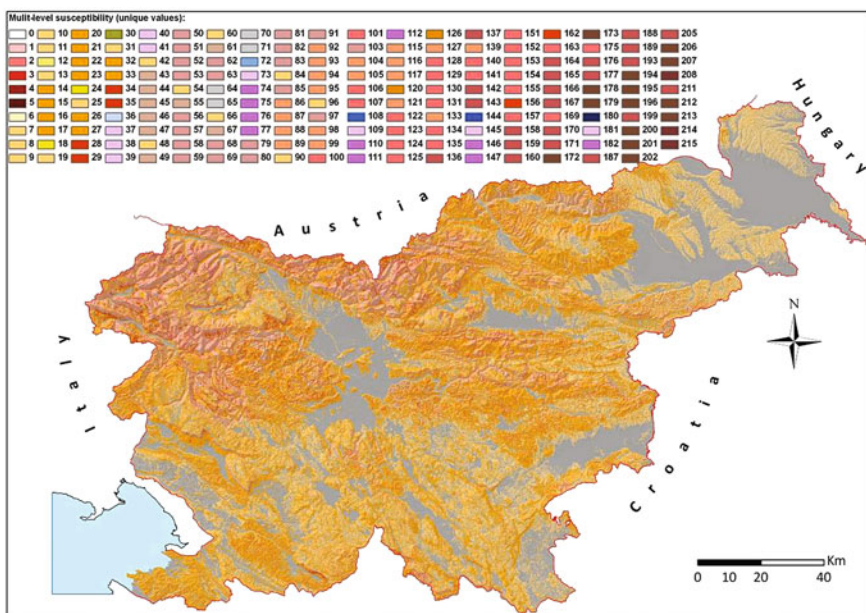 Mulit-level susceptibility (unique values):
0 10 20 30 40 50 60 70 81 91 101 112 126 137 151 162 173 188 205
1 11 21 31 41 51 61 71 82 92 103 115 127 139 152 163 175 189 206
2 12 22 32 42 52 62 72 83 93 104 116 128 140 153 164 176 193 207
3 13 23 33 43 53 63 73 84 94 105 117 129 141 154 165 177 194 208
4 14 24 34 44 54 64 74 85 95 106 120 130 142 155 166 178 195 211
5 15 25 35 45 55 65 75 86 96 107 121 131 143 156 167 179 196 212
6 16 26 36 46 56 66 76 87 97 108 122 133 144 157 169 180 199 213
7 17 27 37 47 57 67 77 88 98 109 123 134 145 158 170 181 200 214
8 18 28 38 48 58 68 79 89 99 110 124 135 146 159 171 182 201 215
9 19 29 39 49 59 69 80 90 100 111 125 136 147 160 172 187 202
Hungary
Austria
Italy
Croatia
N
Km
0 10 20 40